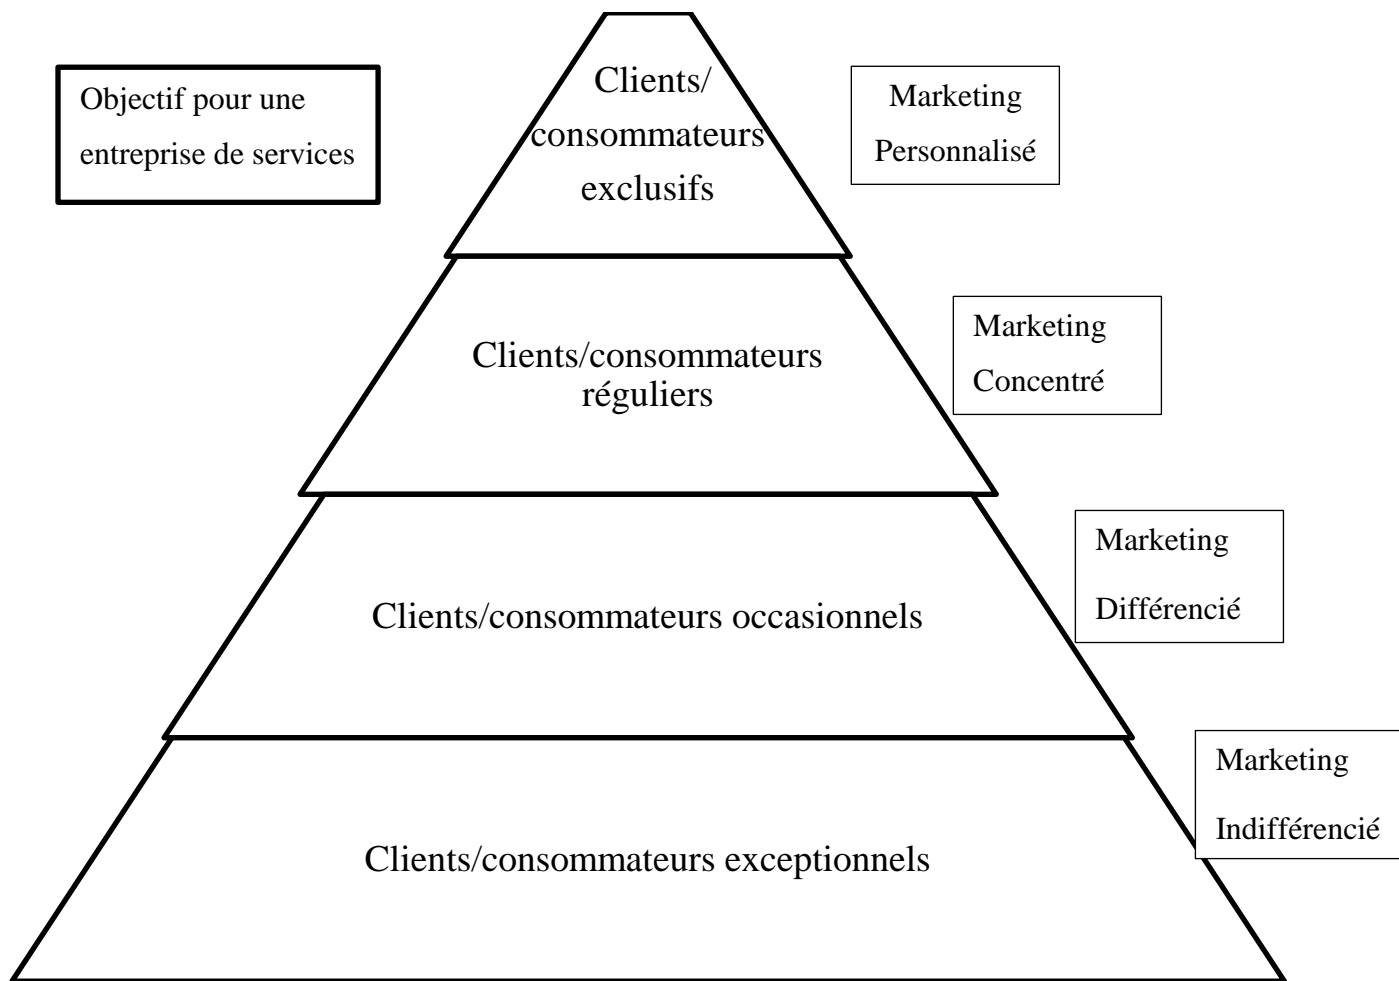 Objectif pour une
entreprise de services
Clients/
consommateurs
exclusifs
Marketing
Personnalisé
Clients/consommateurs
réguliers
Marketing
Concentré
Clients/consommateurs occasionnels
Marketing
Différencié
Clients/consommateurs exceptionnels
Marketing
Indifférencié